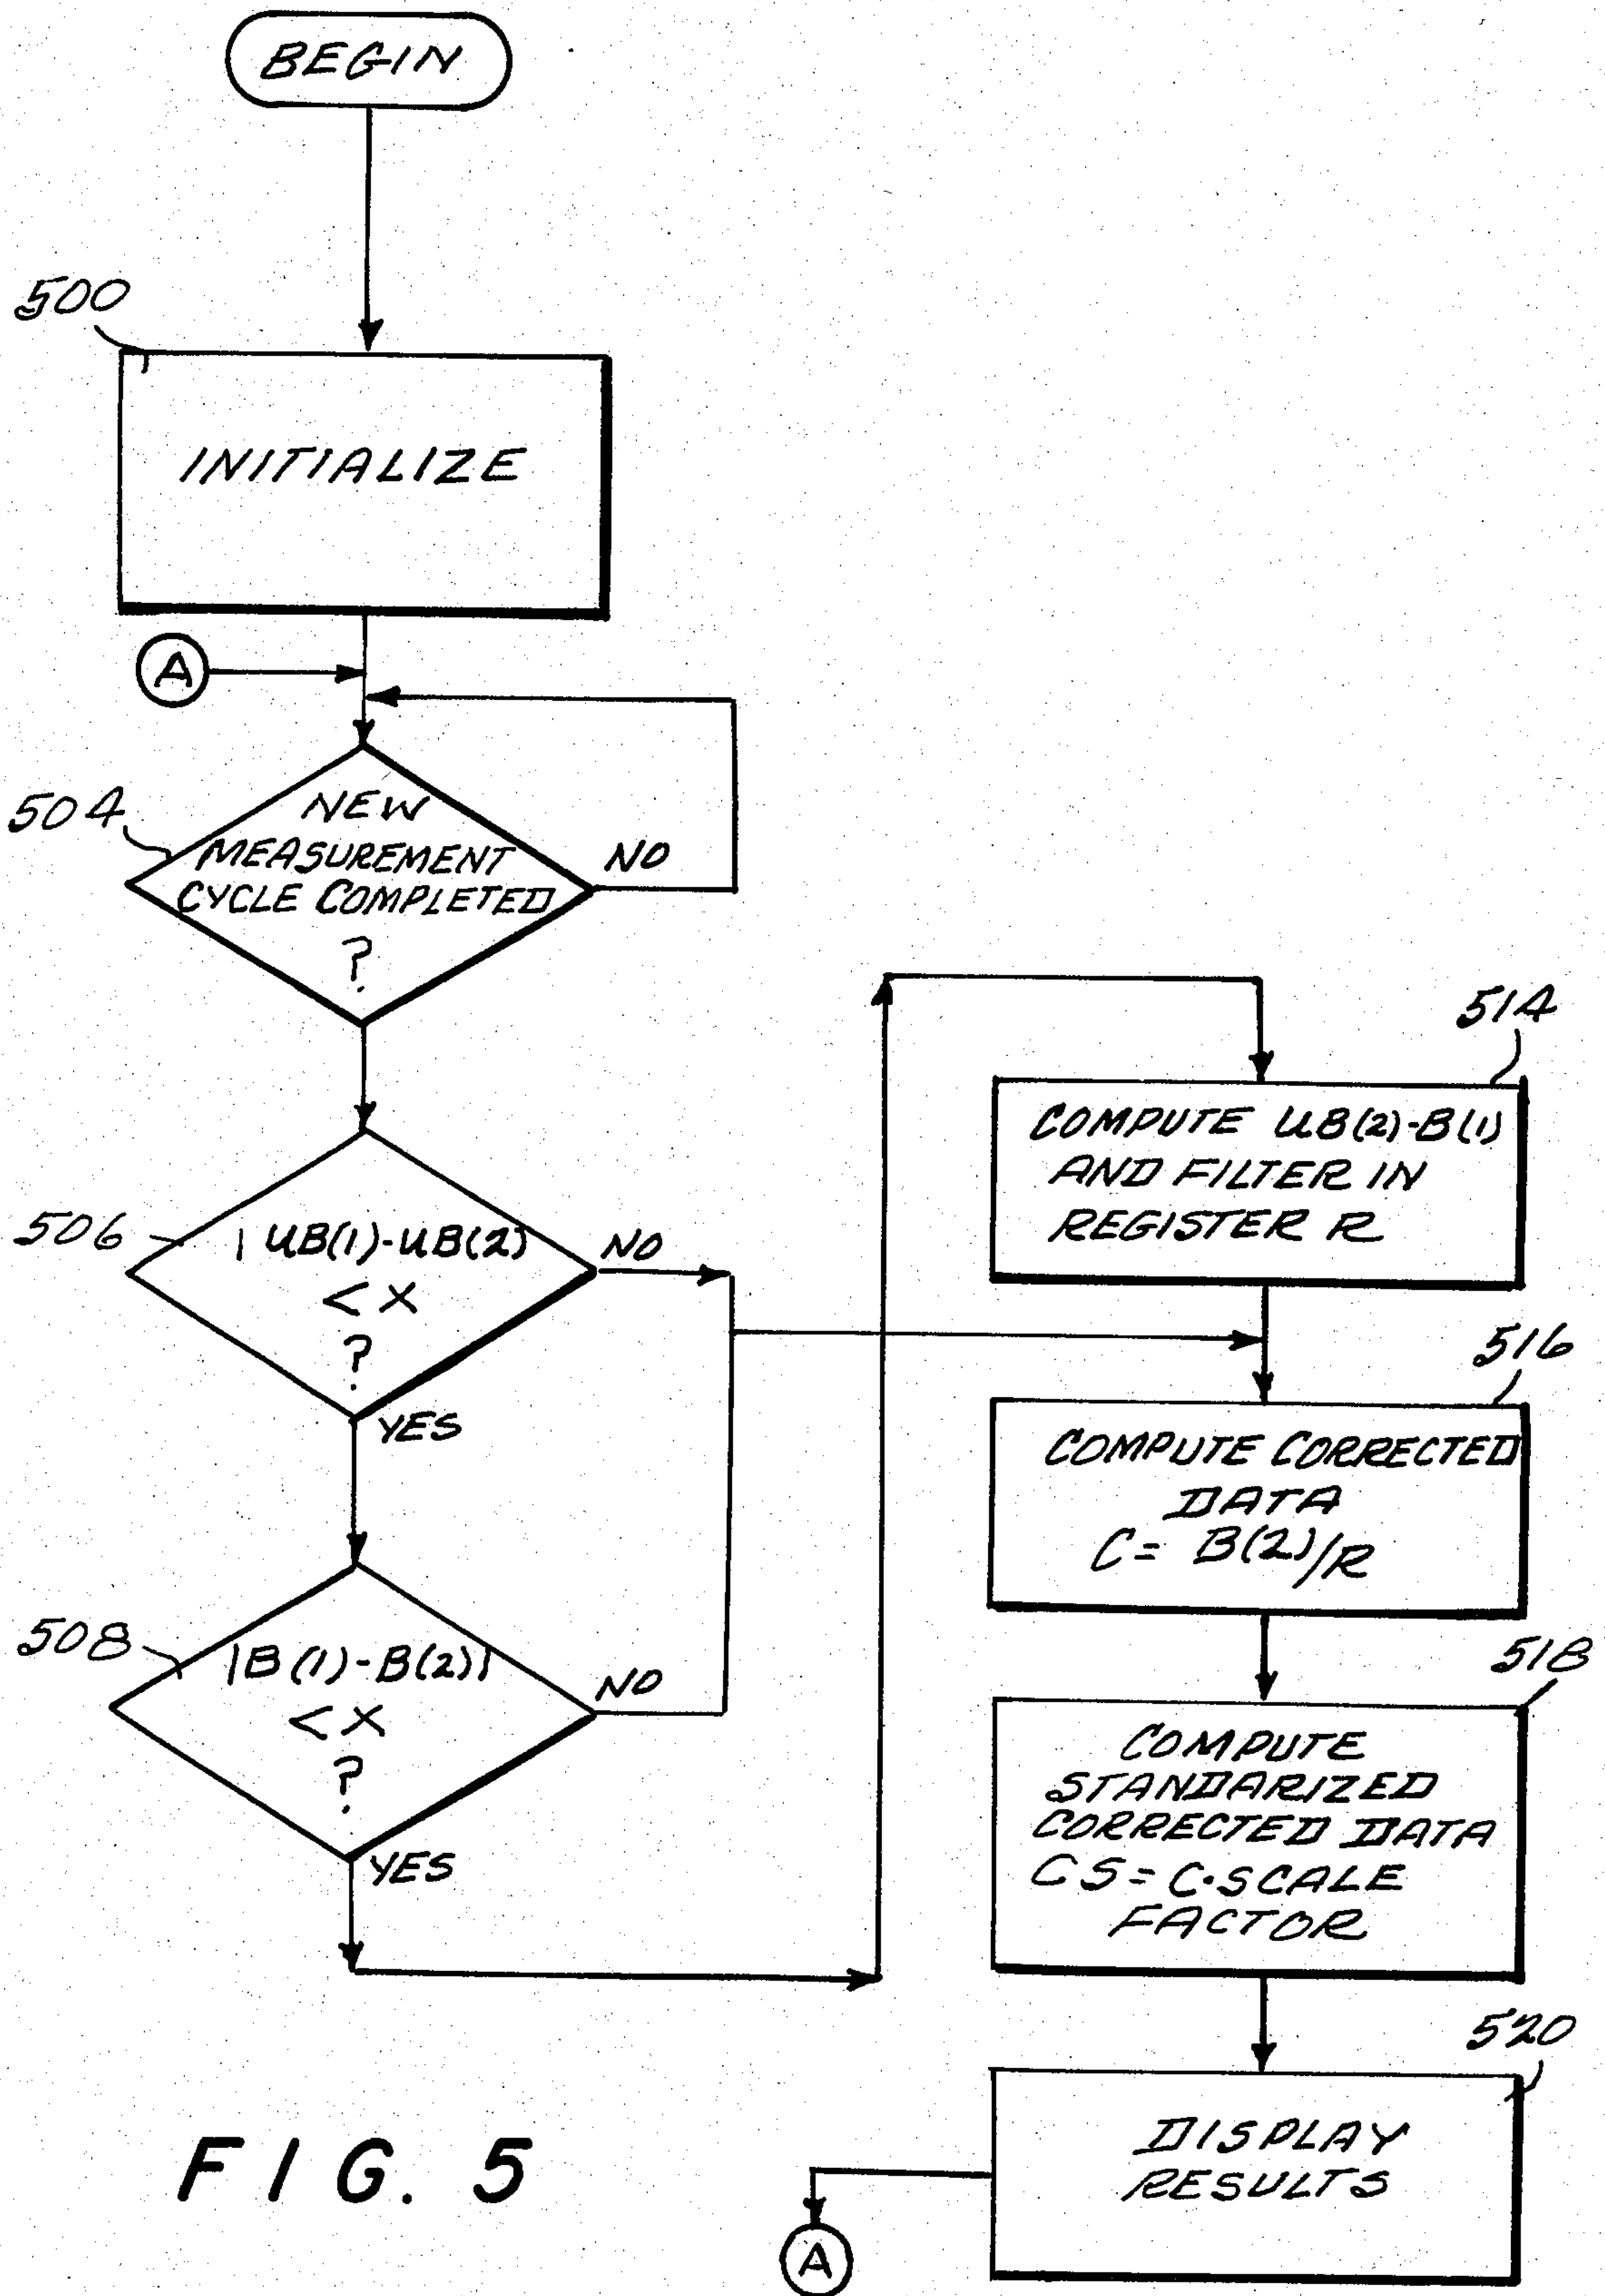 BEGIN
500
INITIALIZE
A
504
NEW
MEASUREMENT
CYCLE COMPLETED
?
NO
506
| UB(1)-UB(2)
< X
?
NO
YES
508
|B(1)-B(2)|
< X
?
NO
YES
514
COMPUTE UB(2)-B(1)
AND FILTER IN
REGISTER R
516
COMPUTE CORRECTED
DATA
C = B(2)/R
518
COMPUTE
STANDARIZED
CORRECTED DATA
CS = C·SCALE
FACTOR
520
DISPLAY
RESULTS
A
FIG. 5